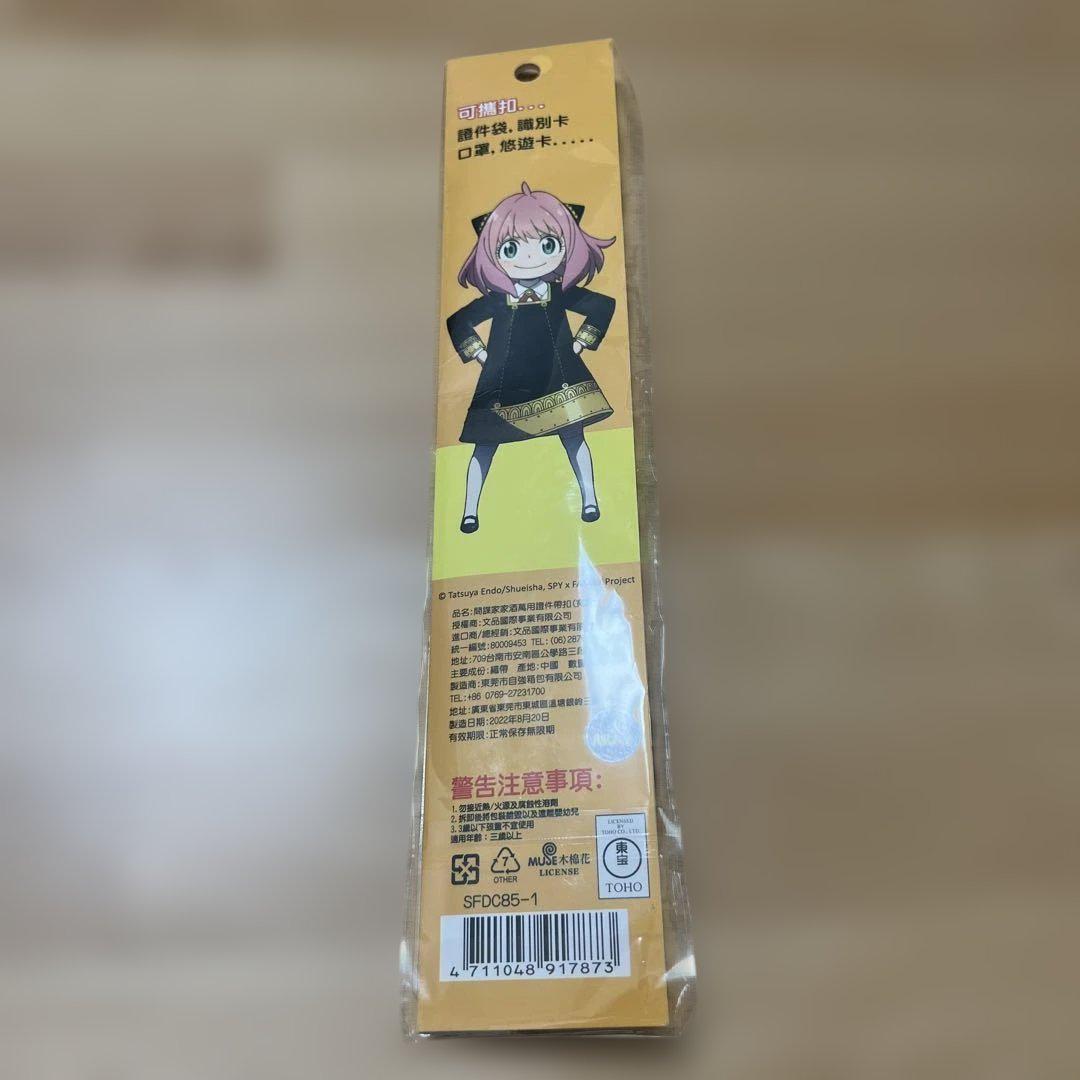 可攜扣...
證件袋,識別卡
口罩,悠遊卡.....
© Tatsuya Endo/Shueisha, SPY x Project
品名:間諜家家酒萬用證件帶扣
授權商:文品國際事業有限公司
進口商/總經銷:文品國際事業有
統一編號:80009453 TEL:(06)287
地址:709台南市安南區公學路三段
主要成份:織帶 產地:中國 數量
製造商:東莞市自強箱包有限公司
TEL:+86 0769-27231700
地址:廣東省東莞市東城區溫塘銀嶺三
製造日期:2022年8月20日
有效期限:正常保存無限期
警告注意事項:
1.勿接近熱/火源及腐蝕性溶劑
2.拆卸後將包裝銷毀以及遠離嬰幼兒
3.3歲以下孩童不宜使用
適用年齡:三歲以上
7
OTHER
MUSE木棉花
LICENSE
LICENSED
BY
TOHO CO., LTD.
東宝
TOHO
SFDC85-1
4 711048 917873